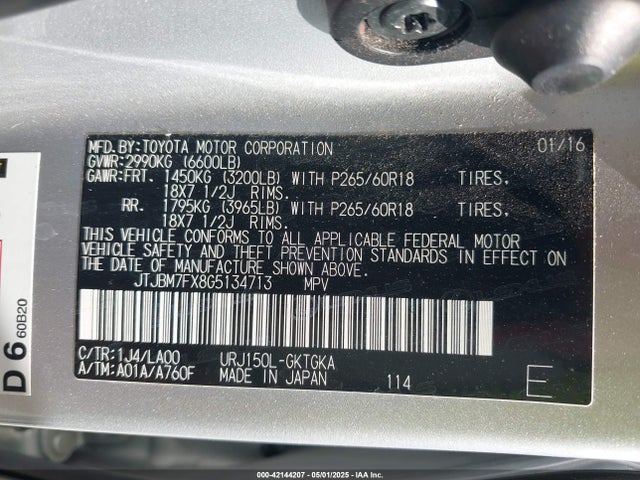 MFD.BY:TOYOTA MOTOR CORPORATION 01/16
GVWR:2990KG (6600LB)
GAWR:FRT. 1450KG (3200LB) WITH P265/60R18 TIRES,
18X7 1/2J RIMS.
RR. 1795KG (3965LB) WITH P265/60R18 TIRES,
18X7 1/2J RIMS.
THIS VEHICLE CONFORMS TO ALL APPLICABLE FEDERAL MOTOR
VEHICLE SAFETY AND THEFT PREVENTION STANDARDS IN EFFECT ON
THE DATE OF MANUFACTURE SHOWN ABOVE.
JTJBM7FX8G5134713 MPV
C/TR:1J4/LA00 URJ150L-GKTGKA
A/TM:A01A/A760F MADE IN JAPAN 114 E
D 6 60B20
000-42144207 - 05/01/2025 - IAA Inc.